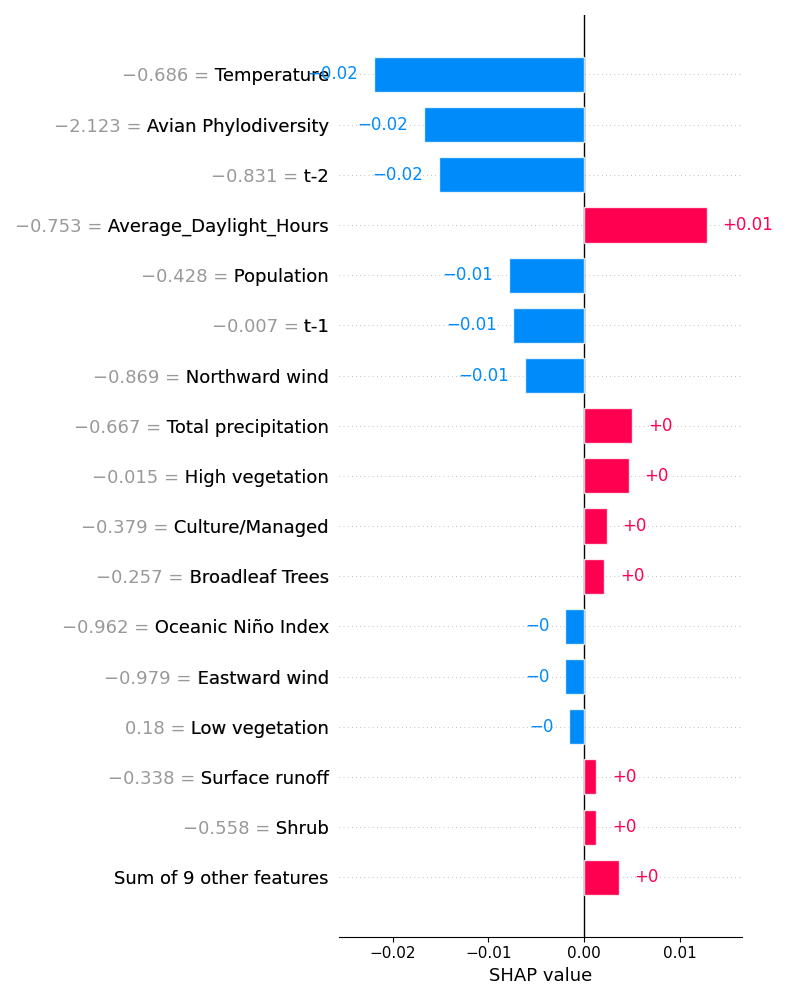 −0.686 = Temperature −0.02
−2.123 = Avian Phylodiversity −0.02
−0.831 = t-2 −0.02
−0.753 = Average_Daylight_Hours +0.01
−0.428 = Population −0.01
−0.007 = t-1 −0.01
−0.869 = Northward wind −0.01
−0.667 = Total precipitation +0
−0.015 = High vegetation +0
−0.379 = Culture/Managed +0
−0.257 = Broadleaf Trees +0
−0.962 = Oceanic Niño Index −0
−0.979 = Eastward wind −0
0.18 = Low vegetation −0
−0.338 = Surface runoff +0
−0.558 = Shrub +0
Sum of 9 other features +0
−0.02 −0.01 0.00 0.01
SHAP value